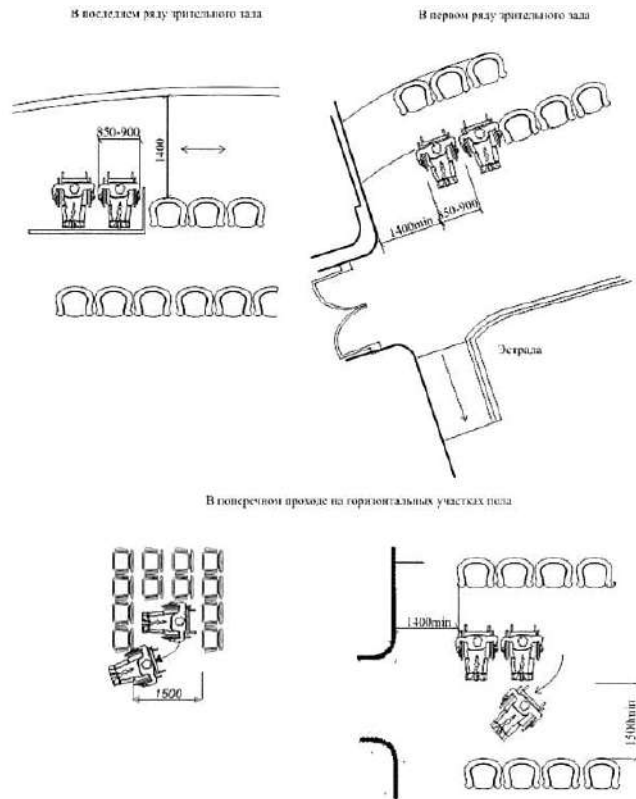 В последнем ряду зрительного зала
В первом ряду зрительного зала
850-900
1400
1400min
850-900
Эстрада
В поперечном проходе на горизонтальных участках пола
1500
1400min
1500min